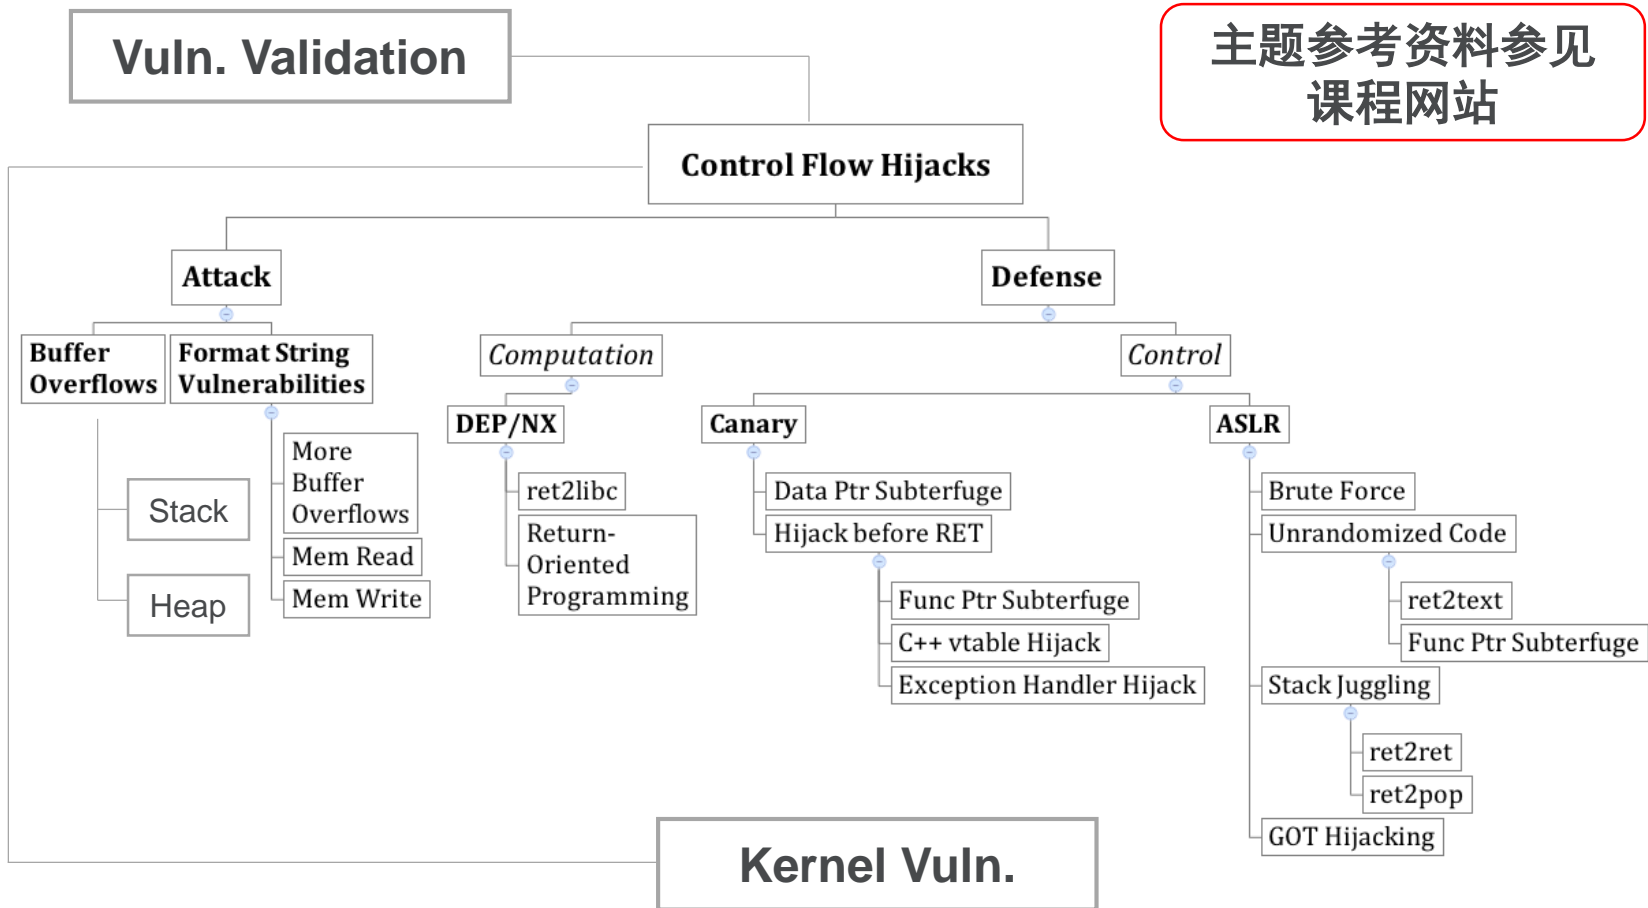 Vuln. Validation
主题参考资料参见
课程网站
Control Flow Hijacks
Attack
Defense
Buffer
Overflows
Format String
Vulnerabilities
Computation
Control
DEP/NX
Canary
ASLR
Stack
Heap
More
Buffer
Overflows
Mem Read
Mem Write
ret2libc
Return-
Oriented
Programming
Data Ptr Subterfuge
Hijack before RET
Func Ptr Subterfuge
C++ vtable Hijack
Exception Handler Hijack
Brute Force
Unrandomized Code
ret2text
Func Ptr Subterfuge
Stack Juggling
ret2ret
ret2pop
GOT Hijacking
Kernel Vuln.